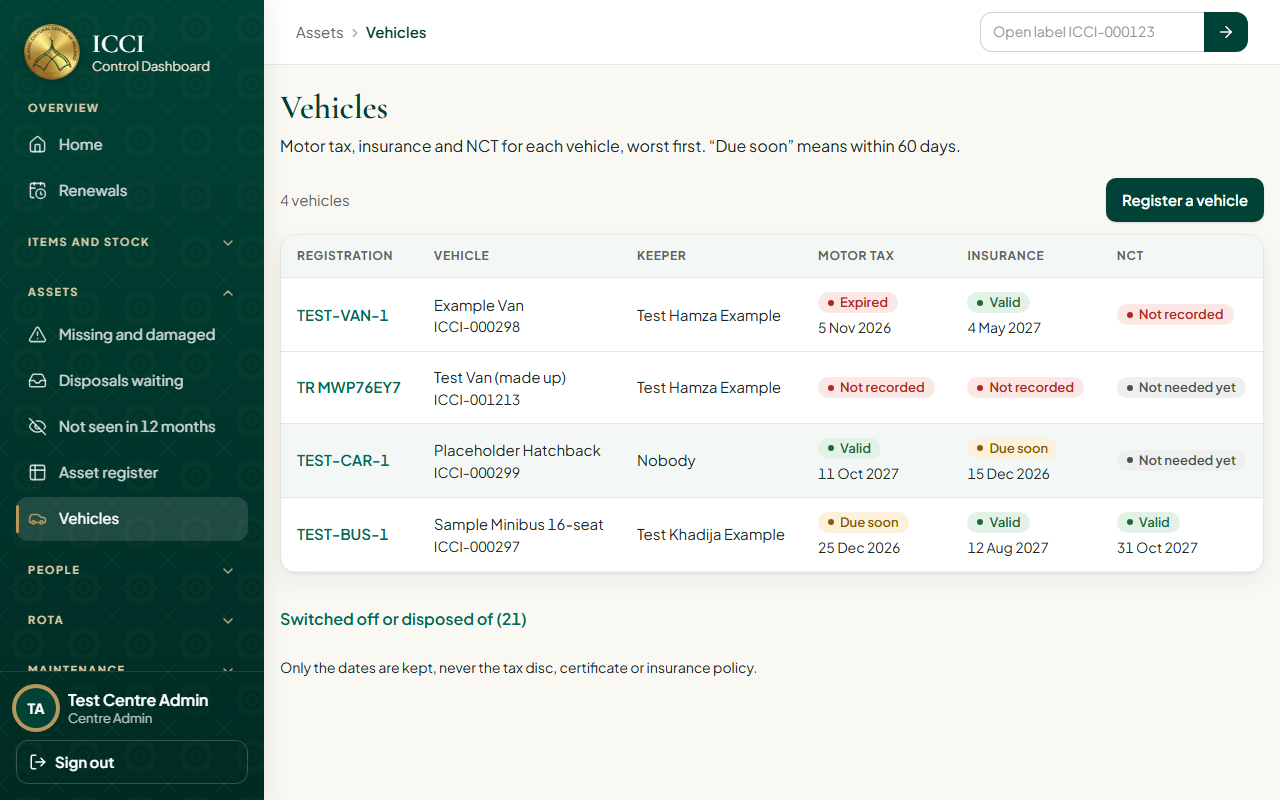 ICCI
Control Dashboard
OVERVIEW
Home
Renewals
ITEMS AND STOCK
ASSETS
Missing and damaged
Disposals waiting
Not seen in 12 months
Asset register
Vehicles
PEOPLE
ROTA
MAINTENANCE
TA
Test Centre Admin
Centre Admin
Sign out
Assets > Vehicles
Open label ICCI-000123
Vehicles
Motor tax, insurance and NCT for each vehicle, worst first. “Due soon” means within 60 days.
4 vehicles
Register a vehicle
REGISTRATION VEHICLE KEEPER MOTOR TAX INSURANCE NCT
TEST-VAN-1 Example Van ICCI-000298 Test Hamza Example Expired 5 Nov 2026 Valid 4 May 2027 Not recorded
TR MWP76EY7 Test Van (made up) ICCI-001213 Test Hamza Example Not recorded Not recorded Not needed yet
TEST-CAR-1 Placeholder Hatchback ICCI-000299 Nobody Valid 11 Oct 2027 Due soon 15 Dec 2026 Not needed yet
TEST-BUS-1 Sample Minibus 16-seat ICCI-000297 Test Khadija Example Due soon 25 Dec 2026 Valid 12 Aug 2027 Valid 31 Oct 2027
Switched off or disposed of (21)
Only the dates are kept, never the tax disc, certificate or insurance policy.